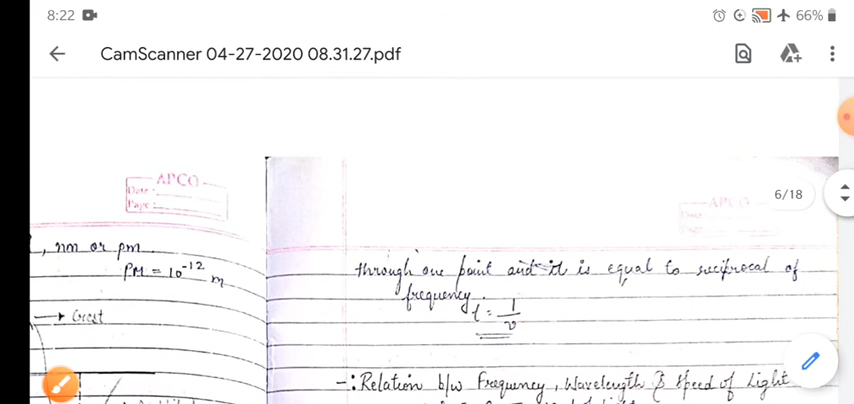 8:22
66%
CamScanner 04-27-2020 08.31.27.pdf
6/18
APCO
Date:
Page:
, nm or pm
PM = 10⁻¹² m
→ Crest
APCO
through one point and it is equal to reciprocal of
frequency.
t = 1/υ
-: Relation b/w Frequency, Wavelength & Speed of Light